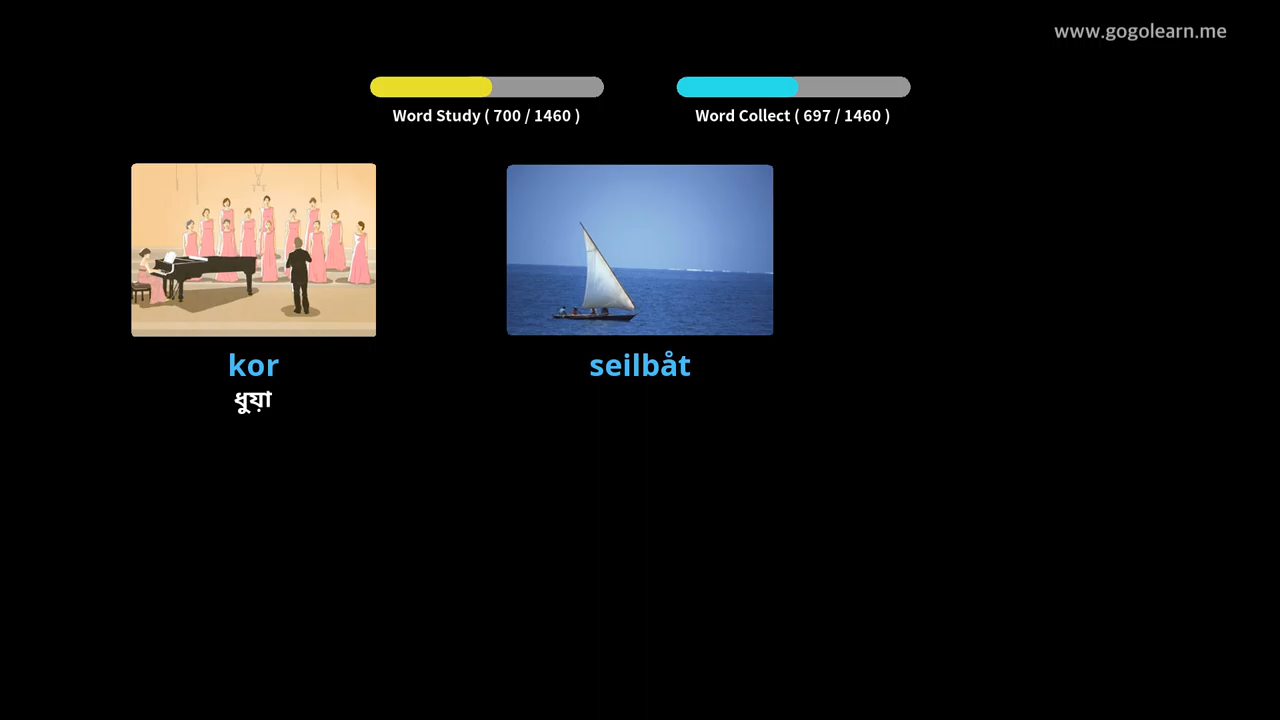 www.gogolearn.me
Word Study ( 700 / 1460 )
Word Collect ( 697 / 1460 )
kor
ধুয়া
seilbåt